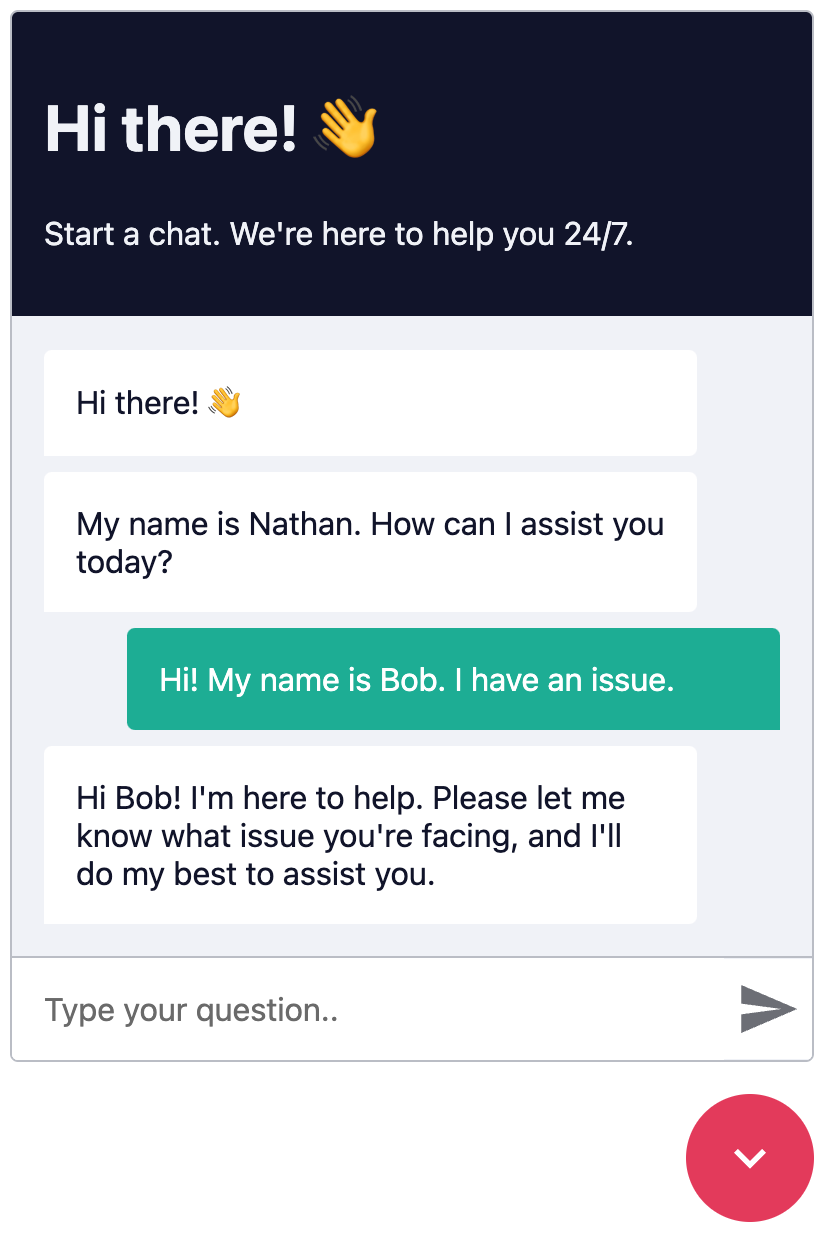 Hi there! 👋
Start a chat. We're here to help you 24/7.
Hi there! 👋
My name is Nathan. How can I assist you
today?
Hi! My name is Bob. I have an issue.
Hi Bob! I'm here to help. Please let me
know what issue you're facing, and I'll
do my best to assist you.
Type your question..